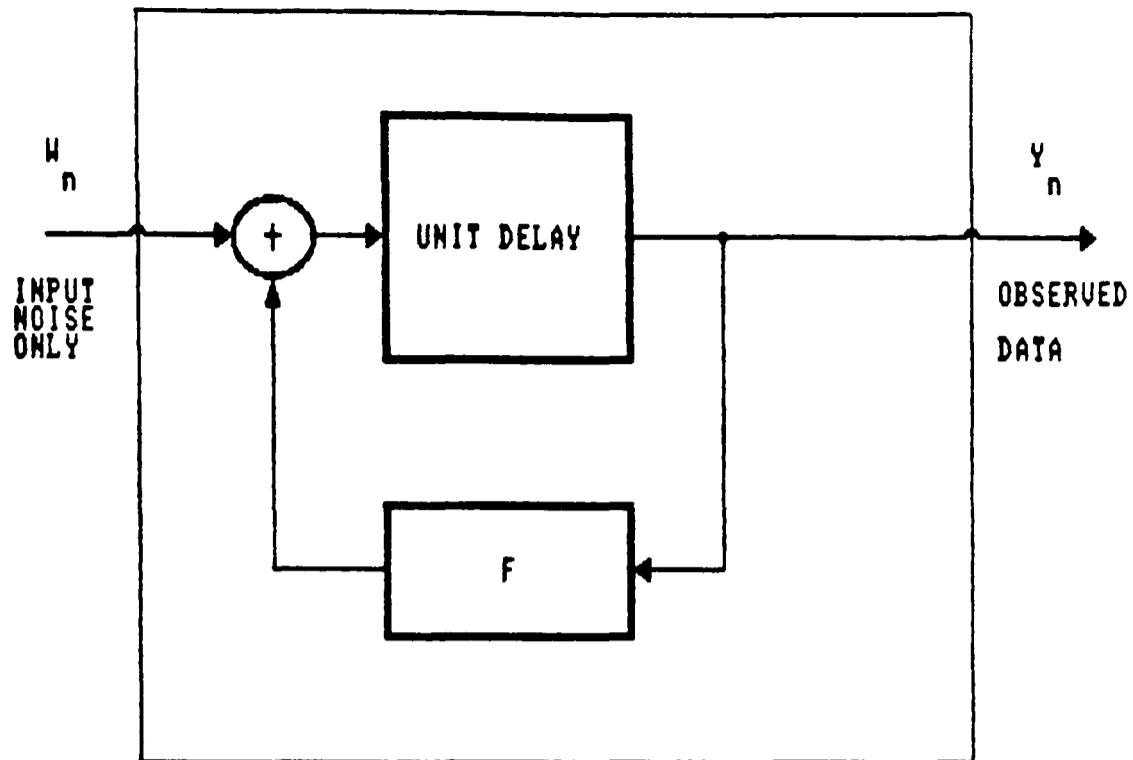 W
n
INPUT
NOISE
ONLY
+
UNIT DELAY
F
Y
n
OBSERVED
DATA